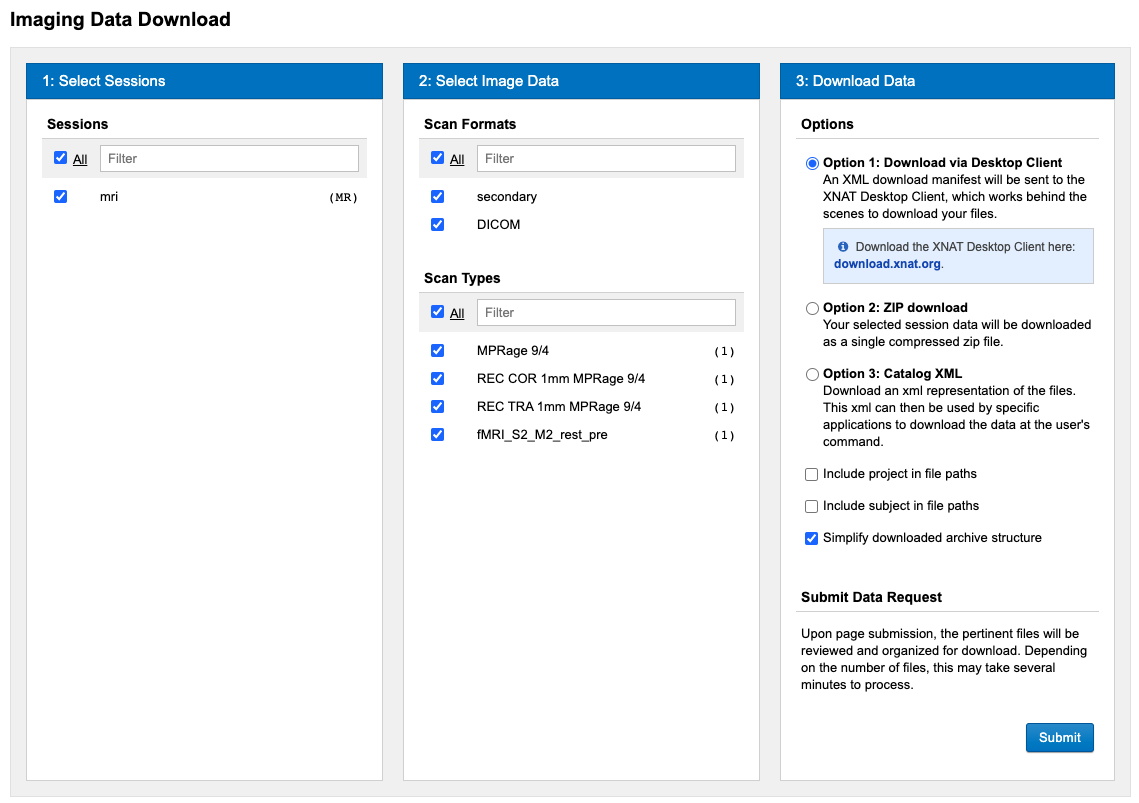 Imaging Data Download
1: Select Sessions
Sessions
All
Filter
mri (MR)
2: Select Image Data
Scan Formats
All
Filter
secondary
DICOM
Scan Types
All
Filter
MPRage 9/4 (1)
REC COR 1mm MPRage 9/4 (1)
REC TRA 1mm MPRage 9/4 (1)
fMRI_S2_M2_rest_pre (1)
3: Download Data
Options
Option 1: Download via Desktop Client
An XML download manifest will be sent to the
XNAT Desktop Client, which works behind the
scenes to download your files.
Download the XNAT Desktop Client here:
download.xnat.org.
Option 2: ZIP download
Your selected session data will be downloaded
as a single compressed zip file.
Option 3: Catalog XML
Download an xml representation of the files.
This xml can then be used by specific
applications to download the data at the user's
command.
Include project in file paths
Include subject in file paths
Simplify downloaded archive structure
Submit Data Request
Upon page submission, the pertinent files will be
reviewed and organized for download. Depending
on the number of files, this may take several
minutes to process.
Submit